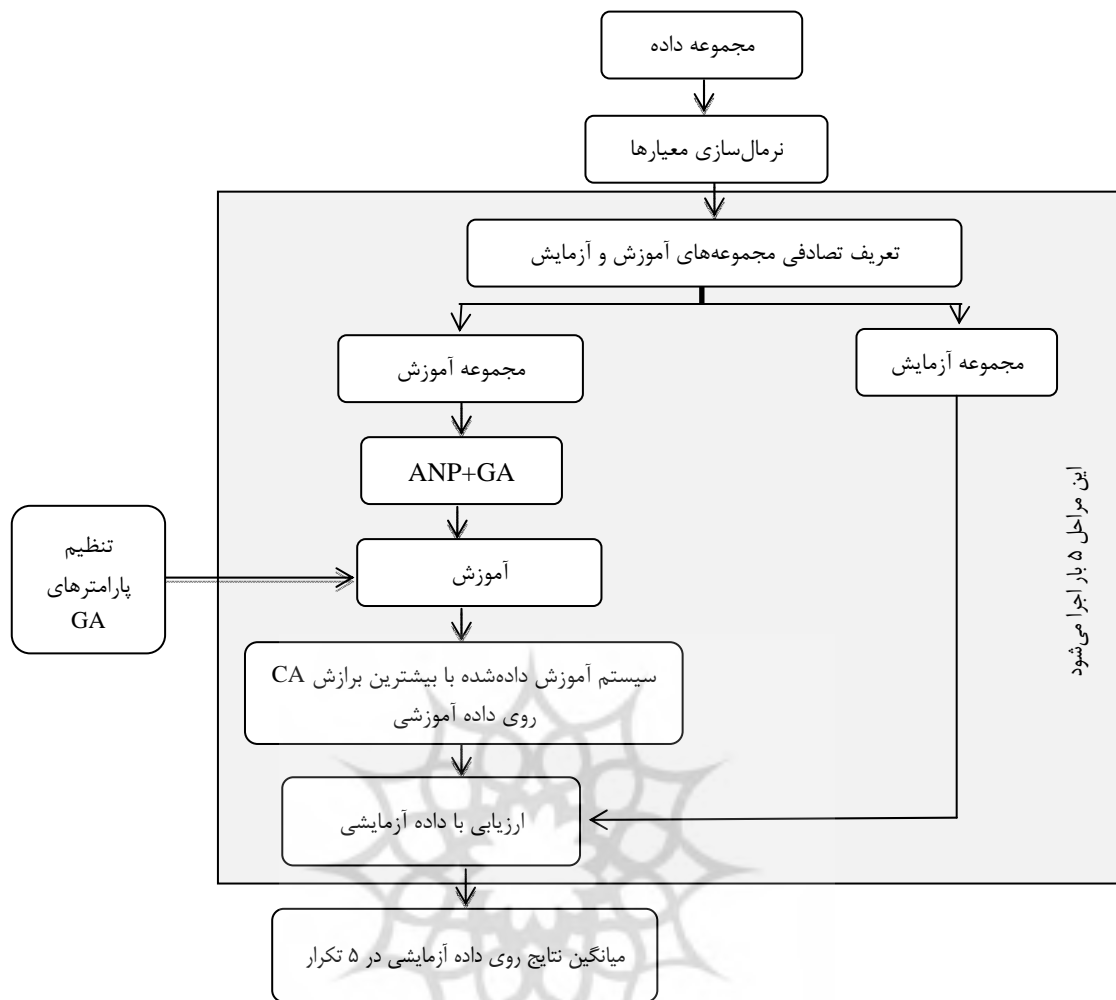 مجموعه داده
نرمال‌سازی معیارها
تعریف تصادفی مجموعه‌های آموزش و آزمایش
مجموعه آموزش
مجموعه آزمایش
ANP+GA
تنظیم
پارامترهای
GA
آموزش
سیستم آموزش داده‌شده با بیشترین برازش CA
روی داده آموزشی
ارزیابی با داده آزمایشی
این مراحل ۵ بار اجرا می‌شود
میانگین نتایج روی داده آزمایشی در ۵ تکرار